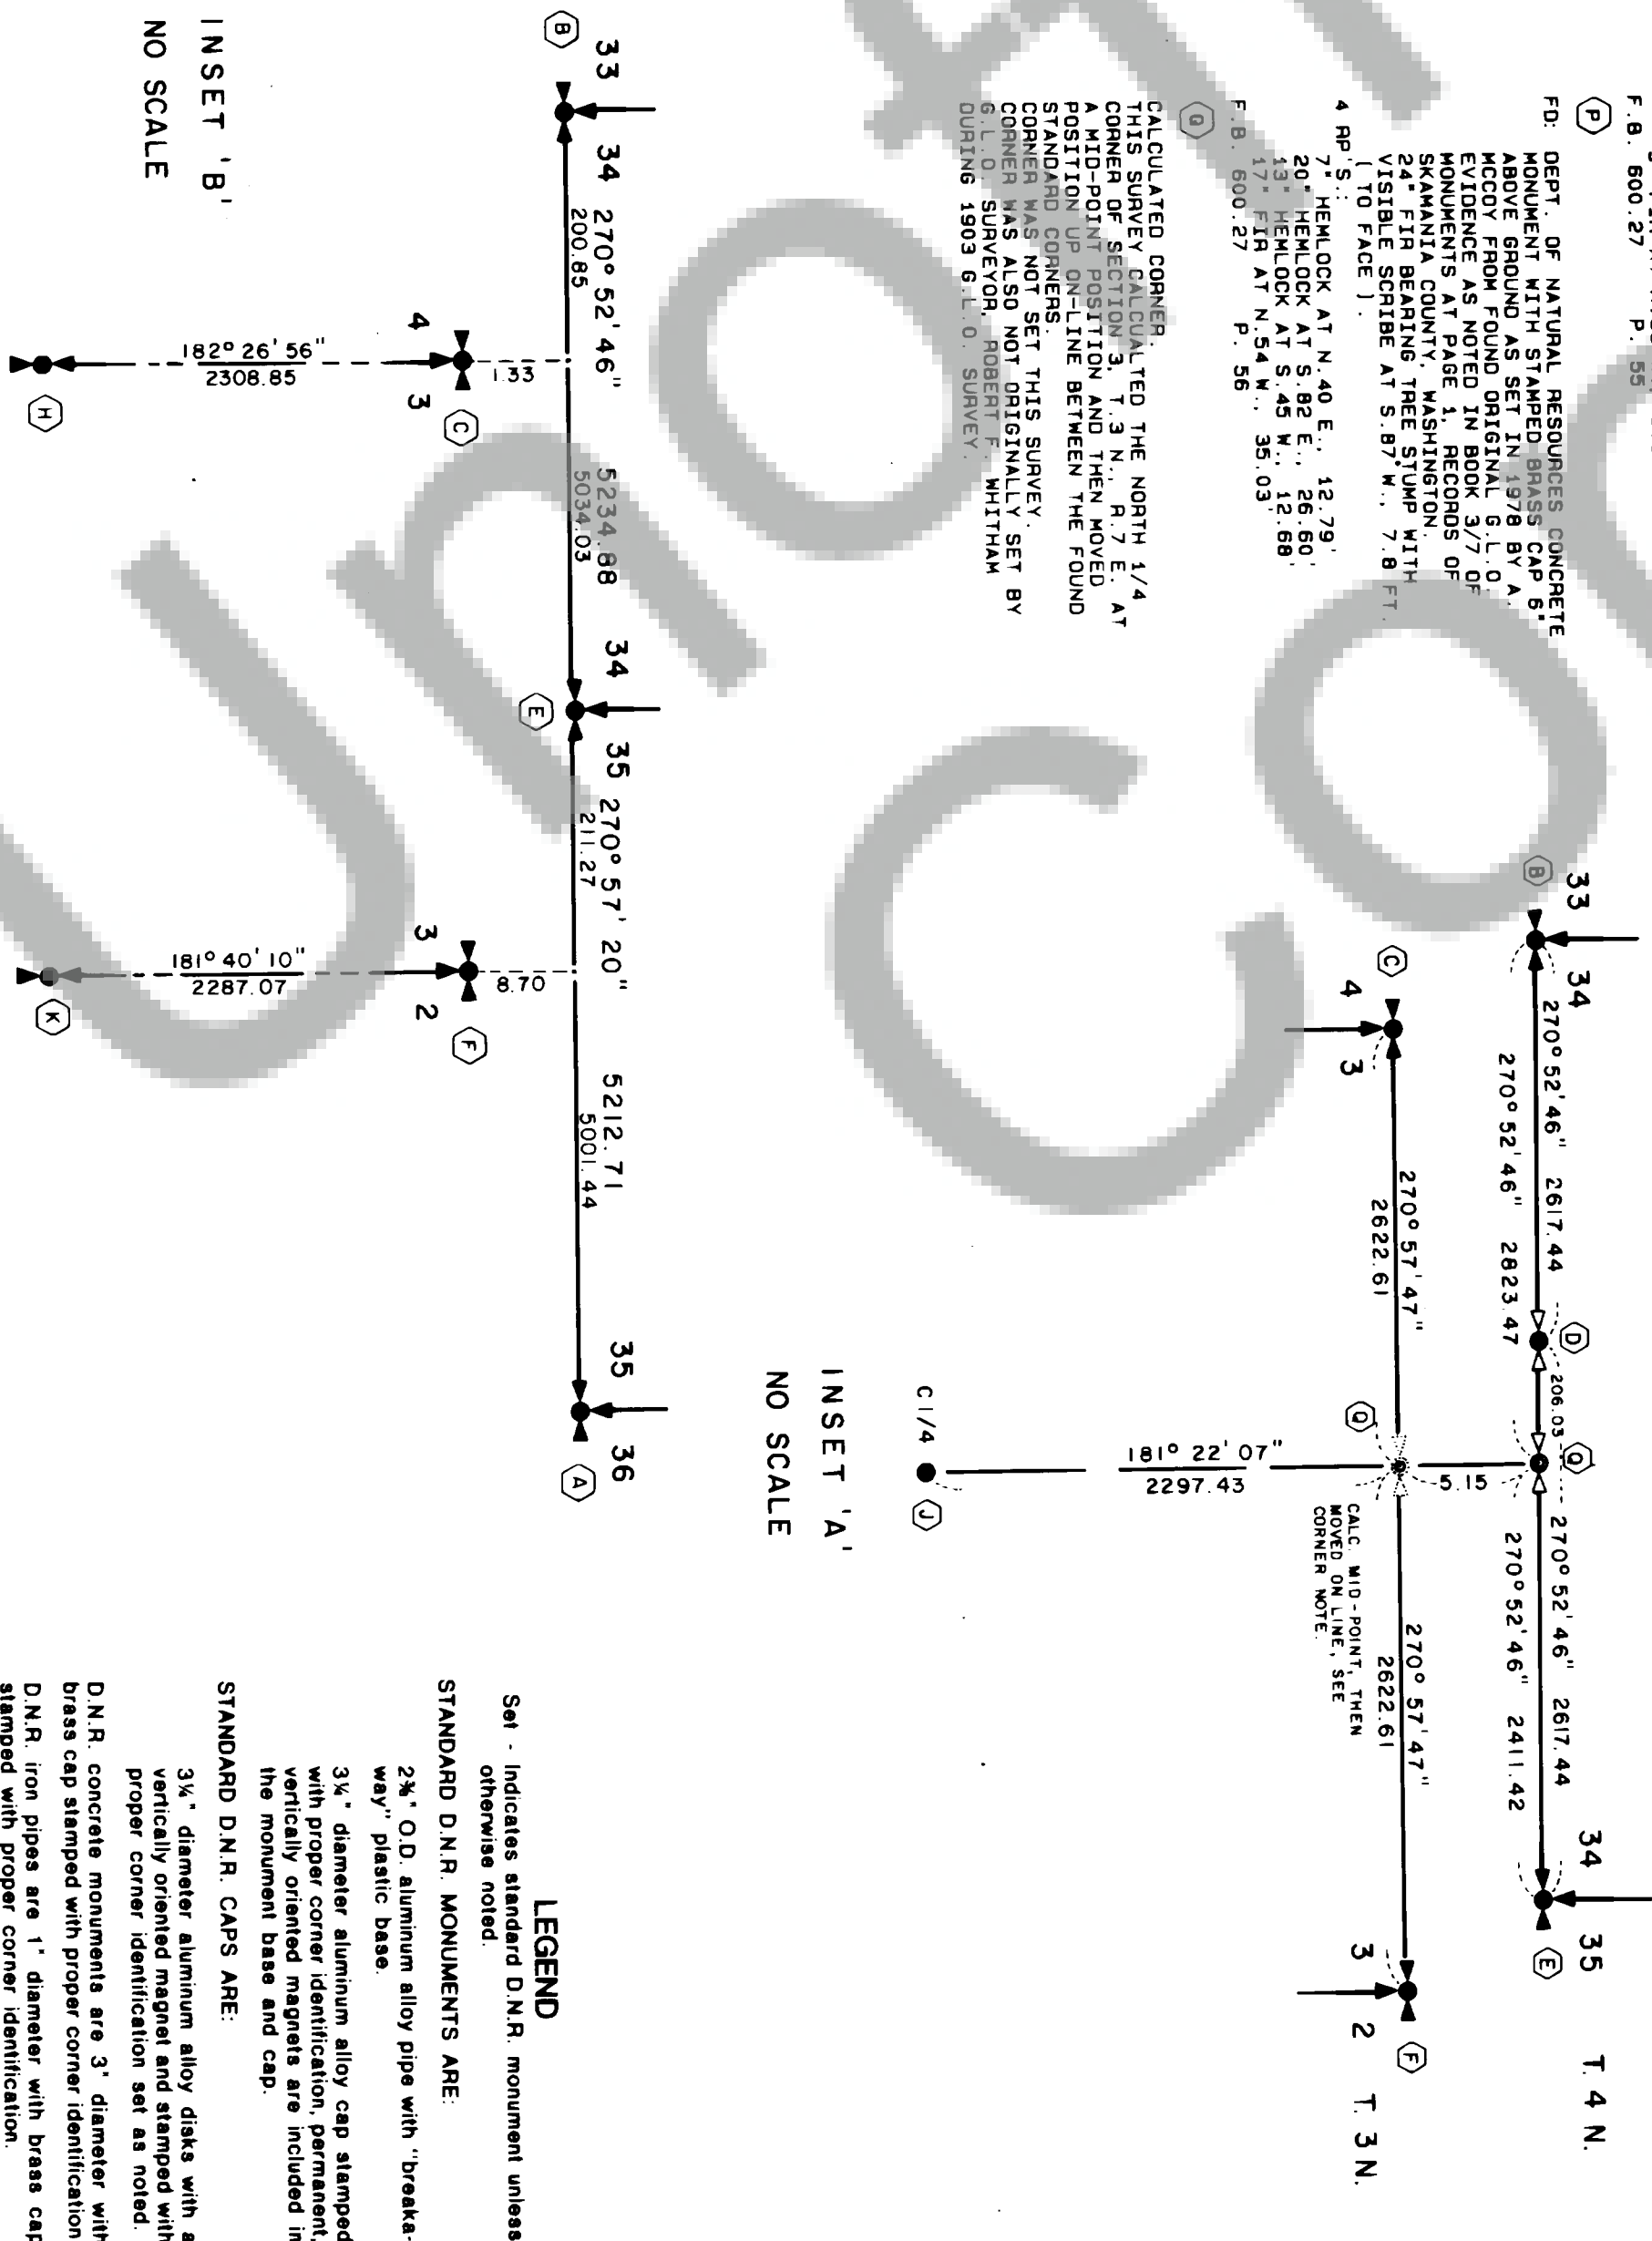 F.B. 600.27 P. 55
P
FD: DEPT. OF NATURAL RESOURCES CONCRETE
MONUMENT WITH STAMPED BRASS CAP 6"
ABOVE GROUND AS SET IN 1978 BY A.
MCCOY FROM FOUND ORIGINAL G.L.O.
EVIDENCE AS NOTED IN BOOK 3/7 OF
MONUMENTS AT PAGE 1, RECORDS OF
SKAMANIA COUNTY, WASHINGTON.
24" FIR BEARING TREE STUMP WITH
VISIBLE SCRIBE AT S.87°W., 7.8 FT.
( TO FACE ).
4 RP'S.:
7" HEMLOCK AT N.40 E., 12.79'
20" HEMLOCK AT S.82 E., 26.60'
13" HEMLOCK AT S.45 W., 12.68'
17" FIR AT N.54 W., 35.03'
F.B. 600.27 P. 56
Q
CALCULATED CORNER.
THIS SURVEY CALCUALTED THE NORTH 1/4
CORNER OF SECTION 3, T.3 N., R.7 E. AT
A MID-POINT POSITION AND THEN MOVED
POSITION UP ON-LINE BETWEEN THE FOUND
STANDARD CORNERS.
CORNER WAS NOT SET THIS SURVEY.
CORNER WAS ALSO NOT ORIGINALLY SET BY
G.L.O. SURVEYOR, ROBERT F. WHITHAM
DURING 1903 G.L.O. SURVEY.
33 34 34 35 T. 4 N.
B D Q E
270° 52' 46" 2617.44 206.03 270° 52' 46" 2617.44
270° 52' 46" 2823.47 270° 52' 46" 2411.42
5.15
C 4 3 Q 3 2 F T. 3 N.
270° 57' 47" 270° 57' 47"
2622.61 2622.61
CALC. MID-POINT, THEN
MOVED ON LINE, SEE
CORNER NOTE.
181° 22' 07"
2297.43
C 1/4 J
INSET 'A'
NO SCALE
33 34 34 35 35 36
B E A
270° 52' 46" 5234.88 270° 57' 20" 5212.71
200.85 5034.03 211.27 5001.44
1.33 8.70
4 3 C 3 2 F
182° 26' 56" 181° 40' 10"
2308.85 2287.07
H K
INSET 'B'
NO SCALE
LEGEND
Set - Indicates standard D.N.R. monument unless
otherwise noted.
STANDARD D.N.R. MONUMENTS ARE:
2⅜" O.D. aluminum alloy pipe with "breaka-
way" plastic base.
3¼" diameter aluminum alloy cap stamped
with proper corner identification, permanent,
vertically oriented magnets are included in
the monument base and cap.
STANDARD D.N.R. CAPS ARE:
3¼" diameter aluminum alloy disks with a
vertically oriented magnet and stamped with
proper corner identification set as noted.
D.N.R. concrete monuments are 3" diameter with
brass cap stamped with proper corner identification
D.N.R. iron pipes are 1" diameter with brass cap
stamped with proper corner identification.